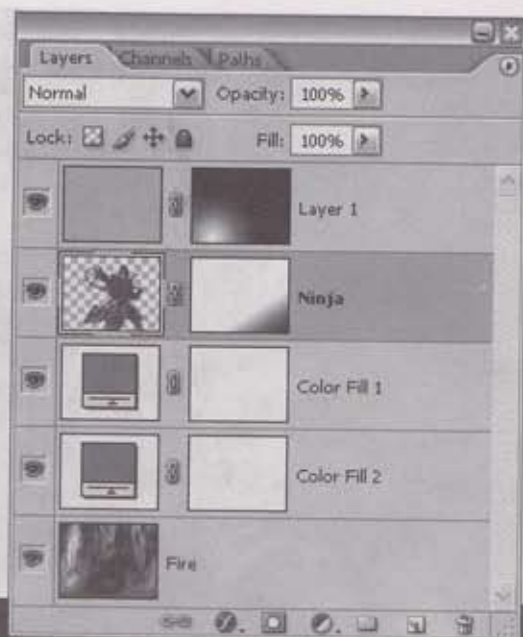 Layers Channels Paths
Normal Opacity: 100%
Lock: Fill: 100%
Layer 1
Ninja
Color Fill 1
Color Fill 2
Fire